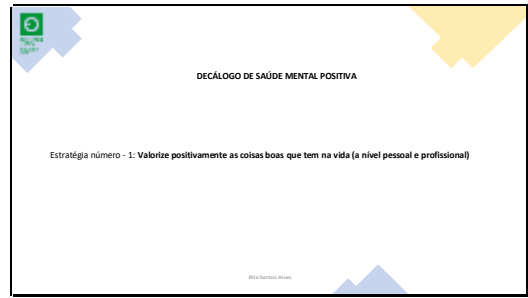 DECÁLOGO DE SAÚDE MENTAL POSITIVA
Estratégia número - 1: Valorize positivamente as coisas boas que tem na vida (a nível pessoal e profissional)
Rita Santos Alves